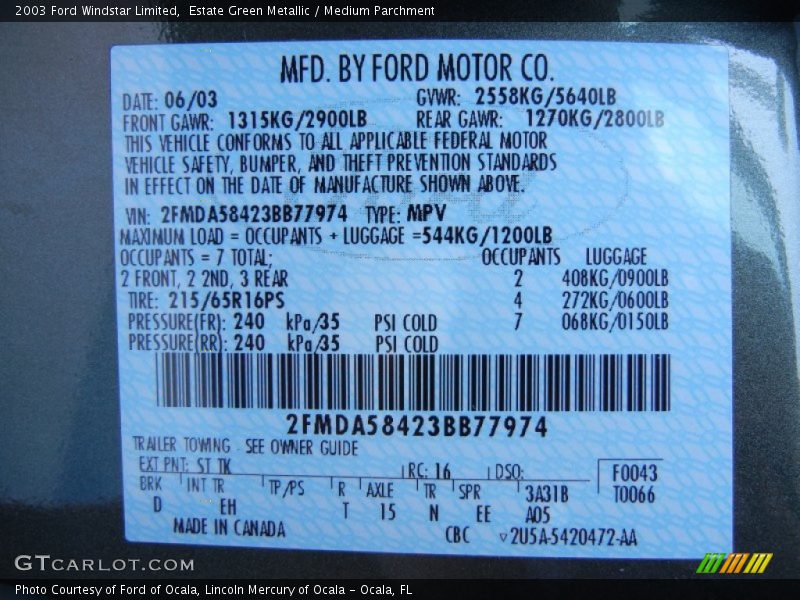 2003 Ford Windstar Limited, Estate Green Metallic / Medium Parchment
MFD. BY FORD MOTOR CO.
DATE: 06/03 GVWR: 2558KG/5640LB
FRONT GAWR: 1315KG/2900LB REAR GAWR: 1270KG/2800LB
THIS VEHICLE CONFORMS TO ALL APPLICABLE FEDERAL MOTOR
VEHICLE SAFETY, BUMPER, AND THEFT PREVENTION STANDARDS
IN EFFECT ON THE DATE OF MANUFACTURE SHOWN ABOVE.
VIN: 2FMDA58423BB77974 TYPE: MPV
MAXIMUM LOAD = OCCUPANTS + LUGGAGE =544KG/1200LB
OCCUPANTS = 7 TOTAL; OCCUPANTS LUGGAGE
2 FRONT, 2 2ND, 3 REAR 2 408KG/0900LB
TIRE: 215/65R16PS 4 272KG/0600LB
PRESSURE(FR): 240 kPa/35 PSI COLD 7 068KG/0150LB
PRESSURE(RR): 240 kPa/35 PSI COLD
2FMDA58423BB77974
TRAILER TOWING - SEE OWNER GUIDE
EXT PNT: ST TK RC: 16 DSO: F0043
BRK INT TR TP/PS R AXLE TR SPR 3A31B T0066
D EH T 15 N EE A05
MADE IN CANADA CBC ▽2U5A-5420472-AA
GTCARLOT.COM
Photo Courtesy of Ford of Ocala, Lincoln Mercury of Ocala - Ocala, FL